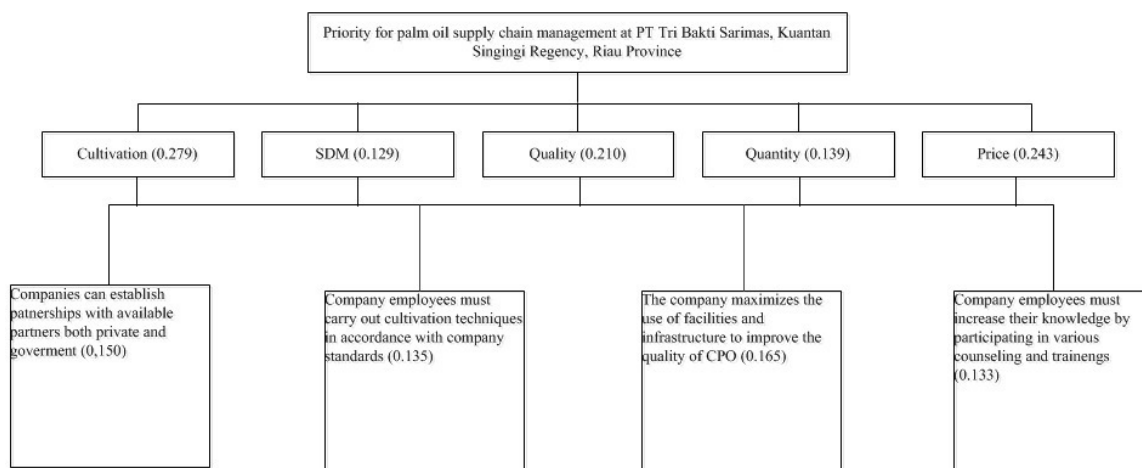 Priority for palm oil supply chain management at PT Tri Bakti Sarimas, Kuantan
Singingi Regency, Riau Province
Cultivation (0.279)
SDM (0.129)
Quality (0.210)
Quantity (0.139)
Price (0.243)
Companies can establish
patnerships with available
partners both private and
goverment (0,150)
Company employees must
carry out cultivation techniques
in accordance with company
standards (0.135)
The company maximizes the
use of facilities and
infrastructure to improve the
quality of CPO (0.165)
Company employees must
increase their knowledge by
participating in various
counseling and trainengs
(0.133)